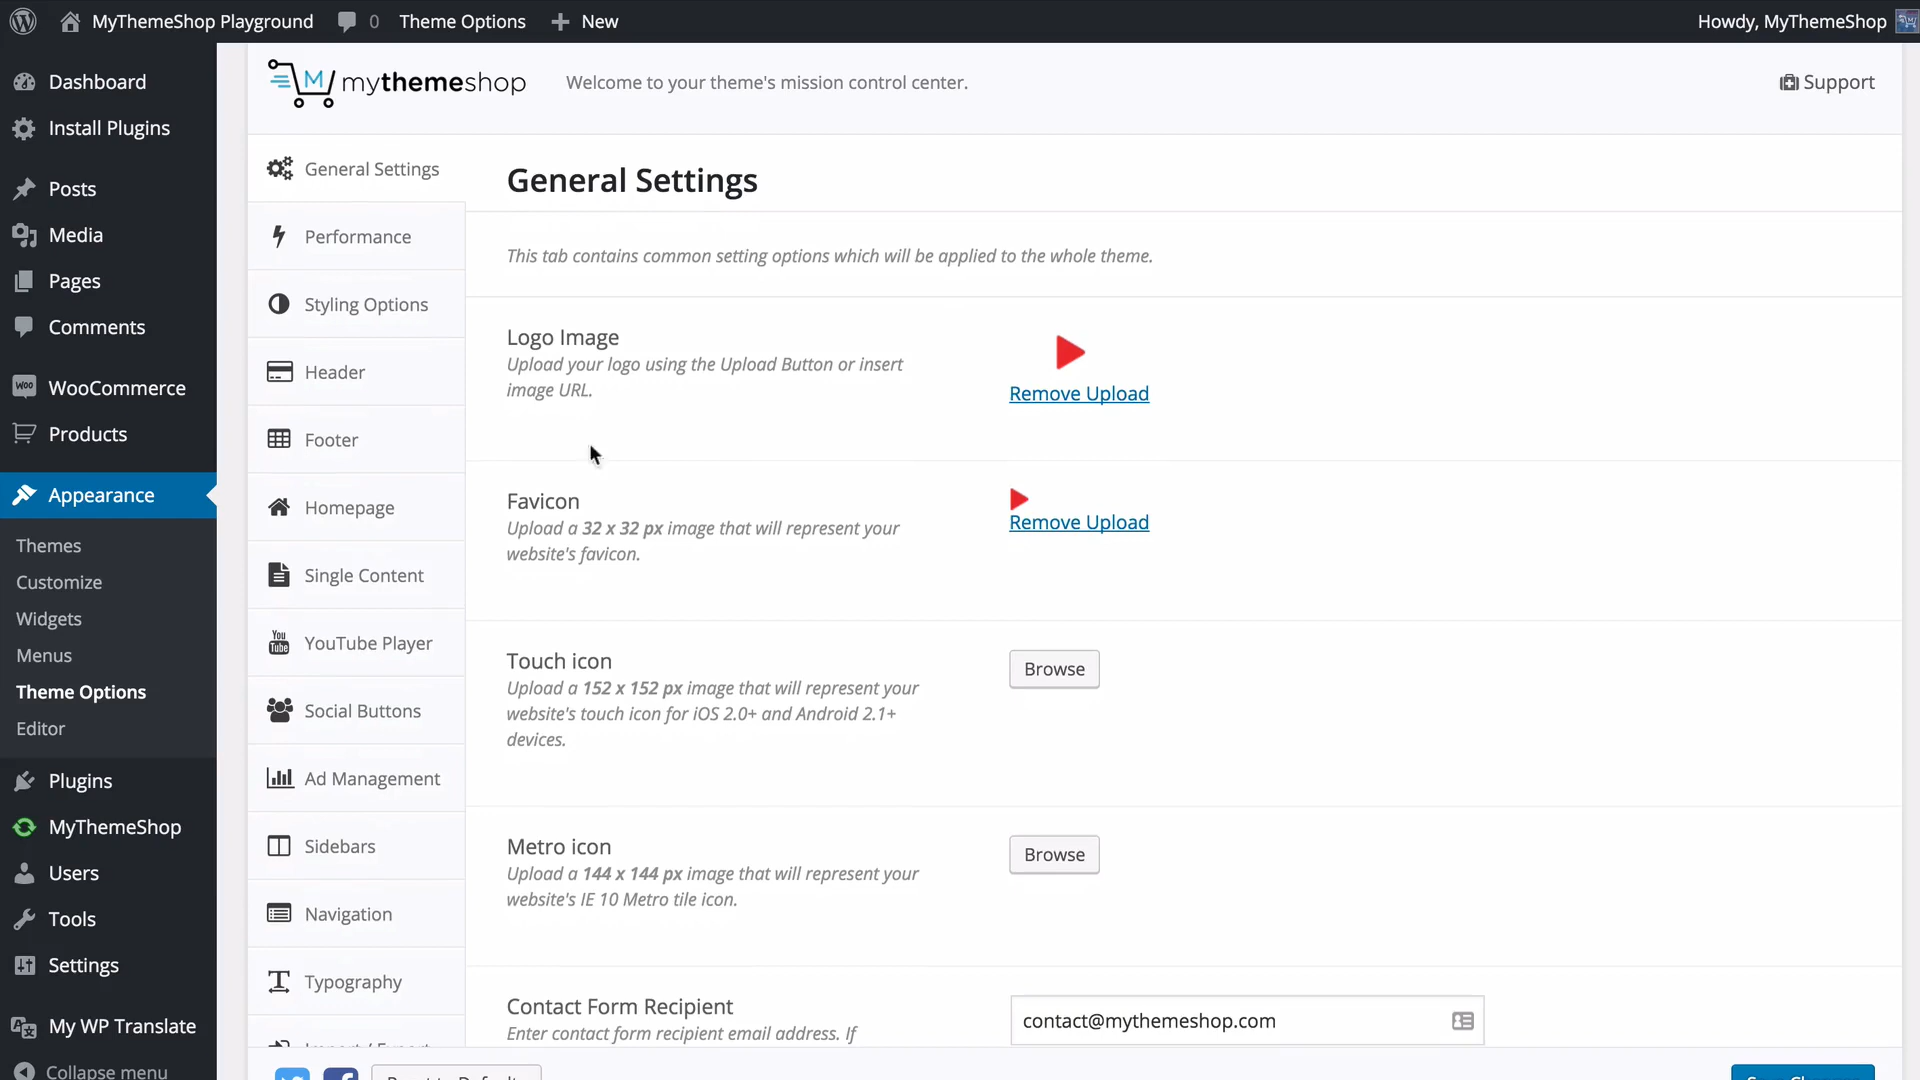 MyThemeShop Playground
0
Theme Options
New
Howdy, MyThemeShop
Dashboard
Install Plugins
Posts
Media
Pages
Comments
WooCommerce
Products
Appearance
Themes
Customize
Widgets
Menus
Theme Options
Editor
Plugins
MyThemeShop
Users
Tools
Settings
My WP Translate
Collapse menu
mythemeshop
Welcome to your theme's mission control center.
Support
General Settings
Performance
Styling Options
Header
Footer
Homepage
Single Content
YouTube Player
Social Buttons
Ad Management
Sidebars
Navigation
Typography
General Settings
This tab contains common setting options which will be applied to the whole theme.
Logo Image
Upload your logo using the Upload Button or insert
image URL.
Remove Upload
Favicon
Upload a 32 x 32 px image that will represent your
website's favicon.
Remove Upload
Touch icon
Upload a 152 x 152 px image that will represent your
website's touch icon for iOS 2.0+ and Android 2.1+
devices.
Browse
Metro icon
Upload a 144 x 144 px image that will represent your
website's IE 10 Metro tile icon.
Browse
Contact Form Recipient
Enter contact form recipient email address. If
contact@mythemeshop.com